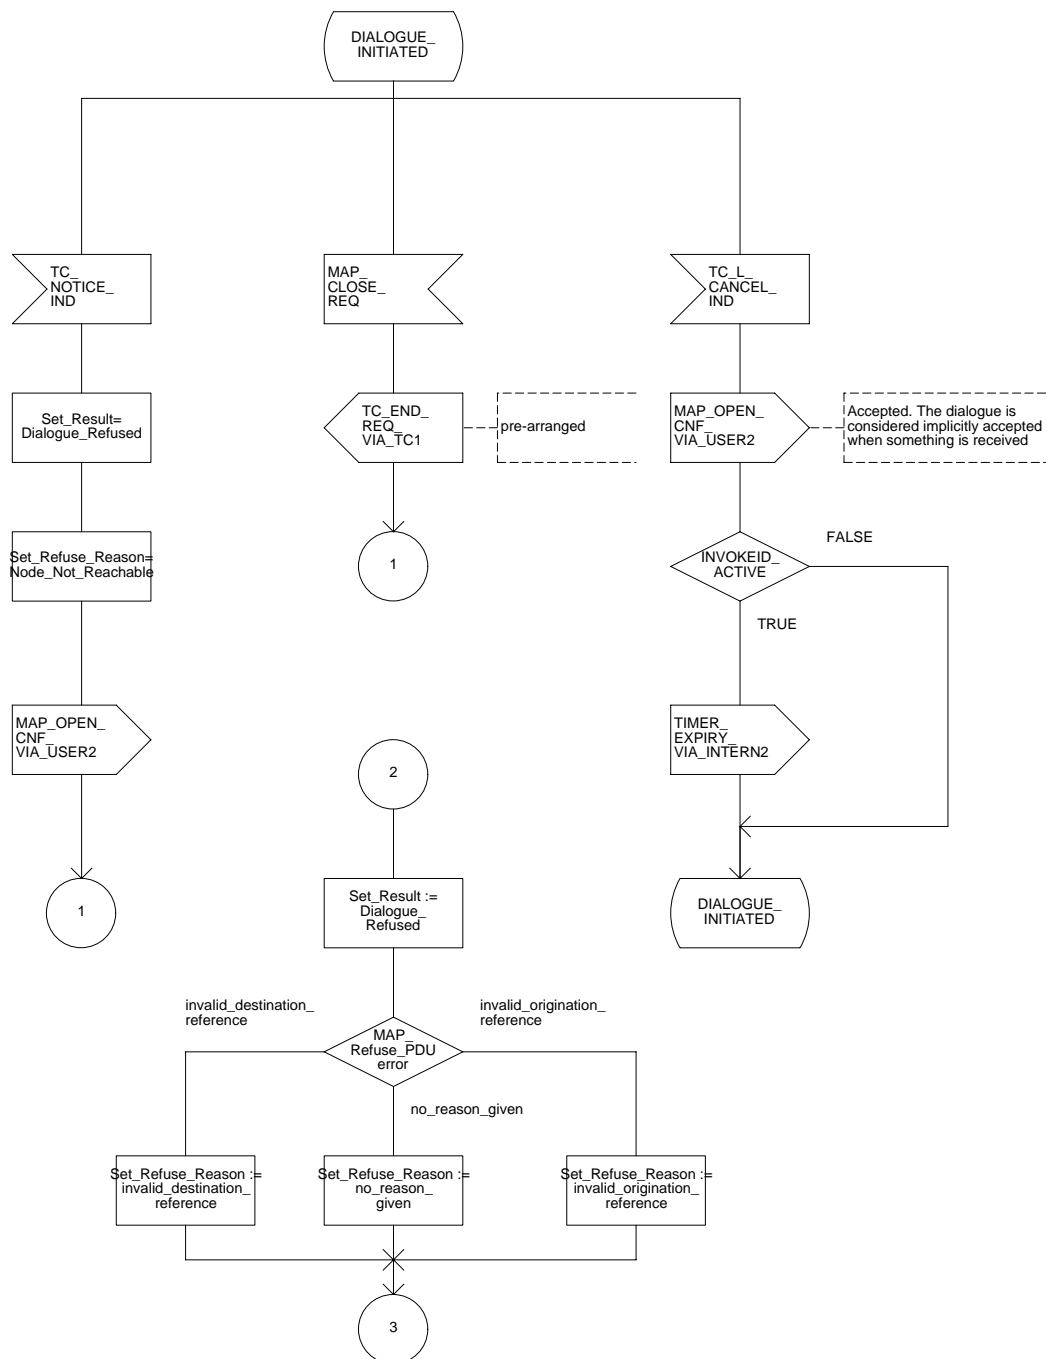 DIALOGUE_
INITIATED
TC_
NOTICE_
IND
MAP_
CLOSE_
REQ
TC_L_
CANCEL_
IND
Set_Result=
Dialogue_Refused
TC_END_
REQ_
VIA_TC1
pre-arranged
MAP_OPEN_
CNF_
VIA_USER2
Accepted. The dialogue is
considered implicitly accepted
when something is received
Set_Refuse_Reason=
Node_Not_Reachable
1
INVOKEID_
ACTIVE
FALSE
TRUE
MAP_OPEN_
CNF_
VIA_USER2
TIMER_
EXPIRY_
VIA_INTERN2
2
1
Set_Result :=
Dialogue_
Refused
DIALOGUE_
INITIATED
invalid_destination_
reference
invalid_origination_
reference
MAP_
Refuse_PDU
error
no_reason_given
Set_Refuse_Reason :=
invalid_destination_
reference
Set_Refuse_Reason :=
no_reason_
given
Set_Refuse_Reason :=
invalid_origination_
reference
3